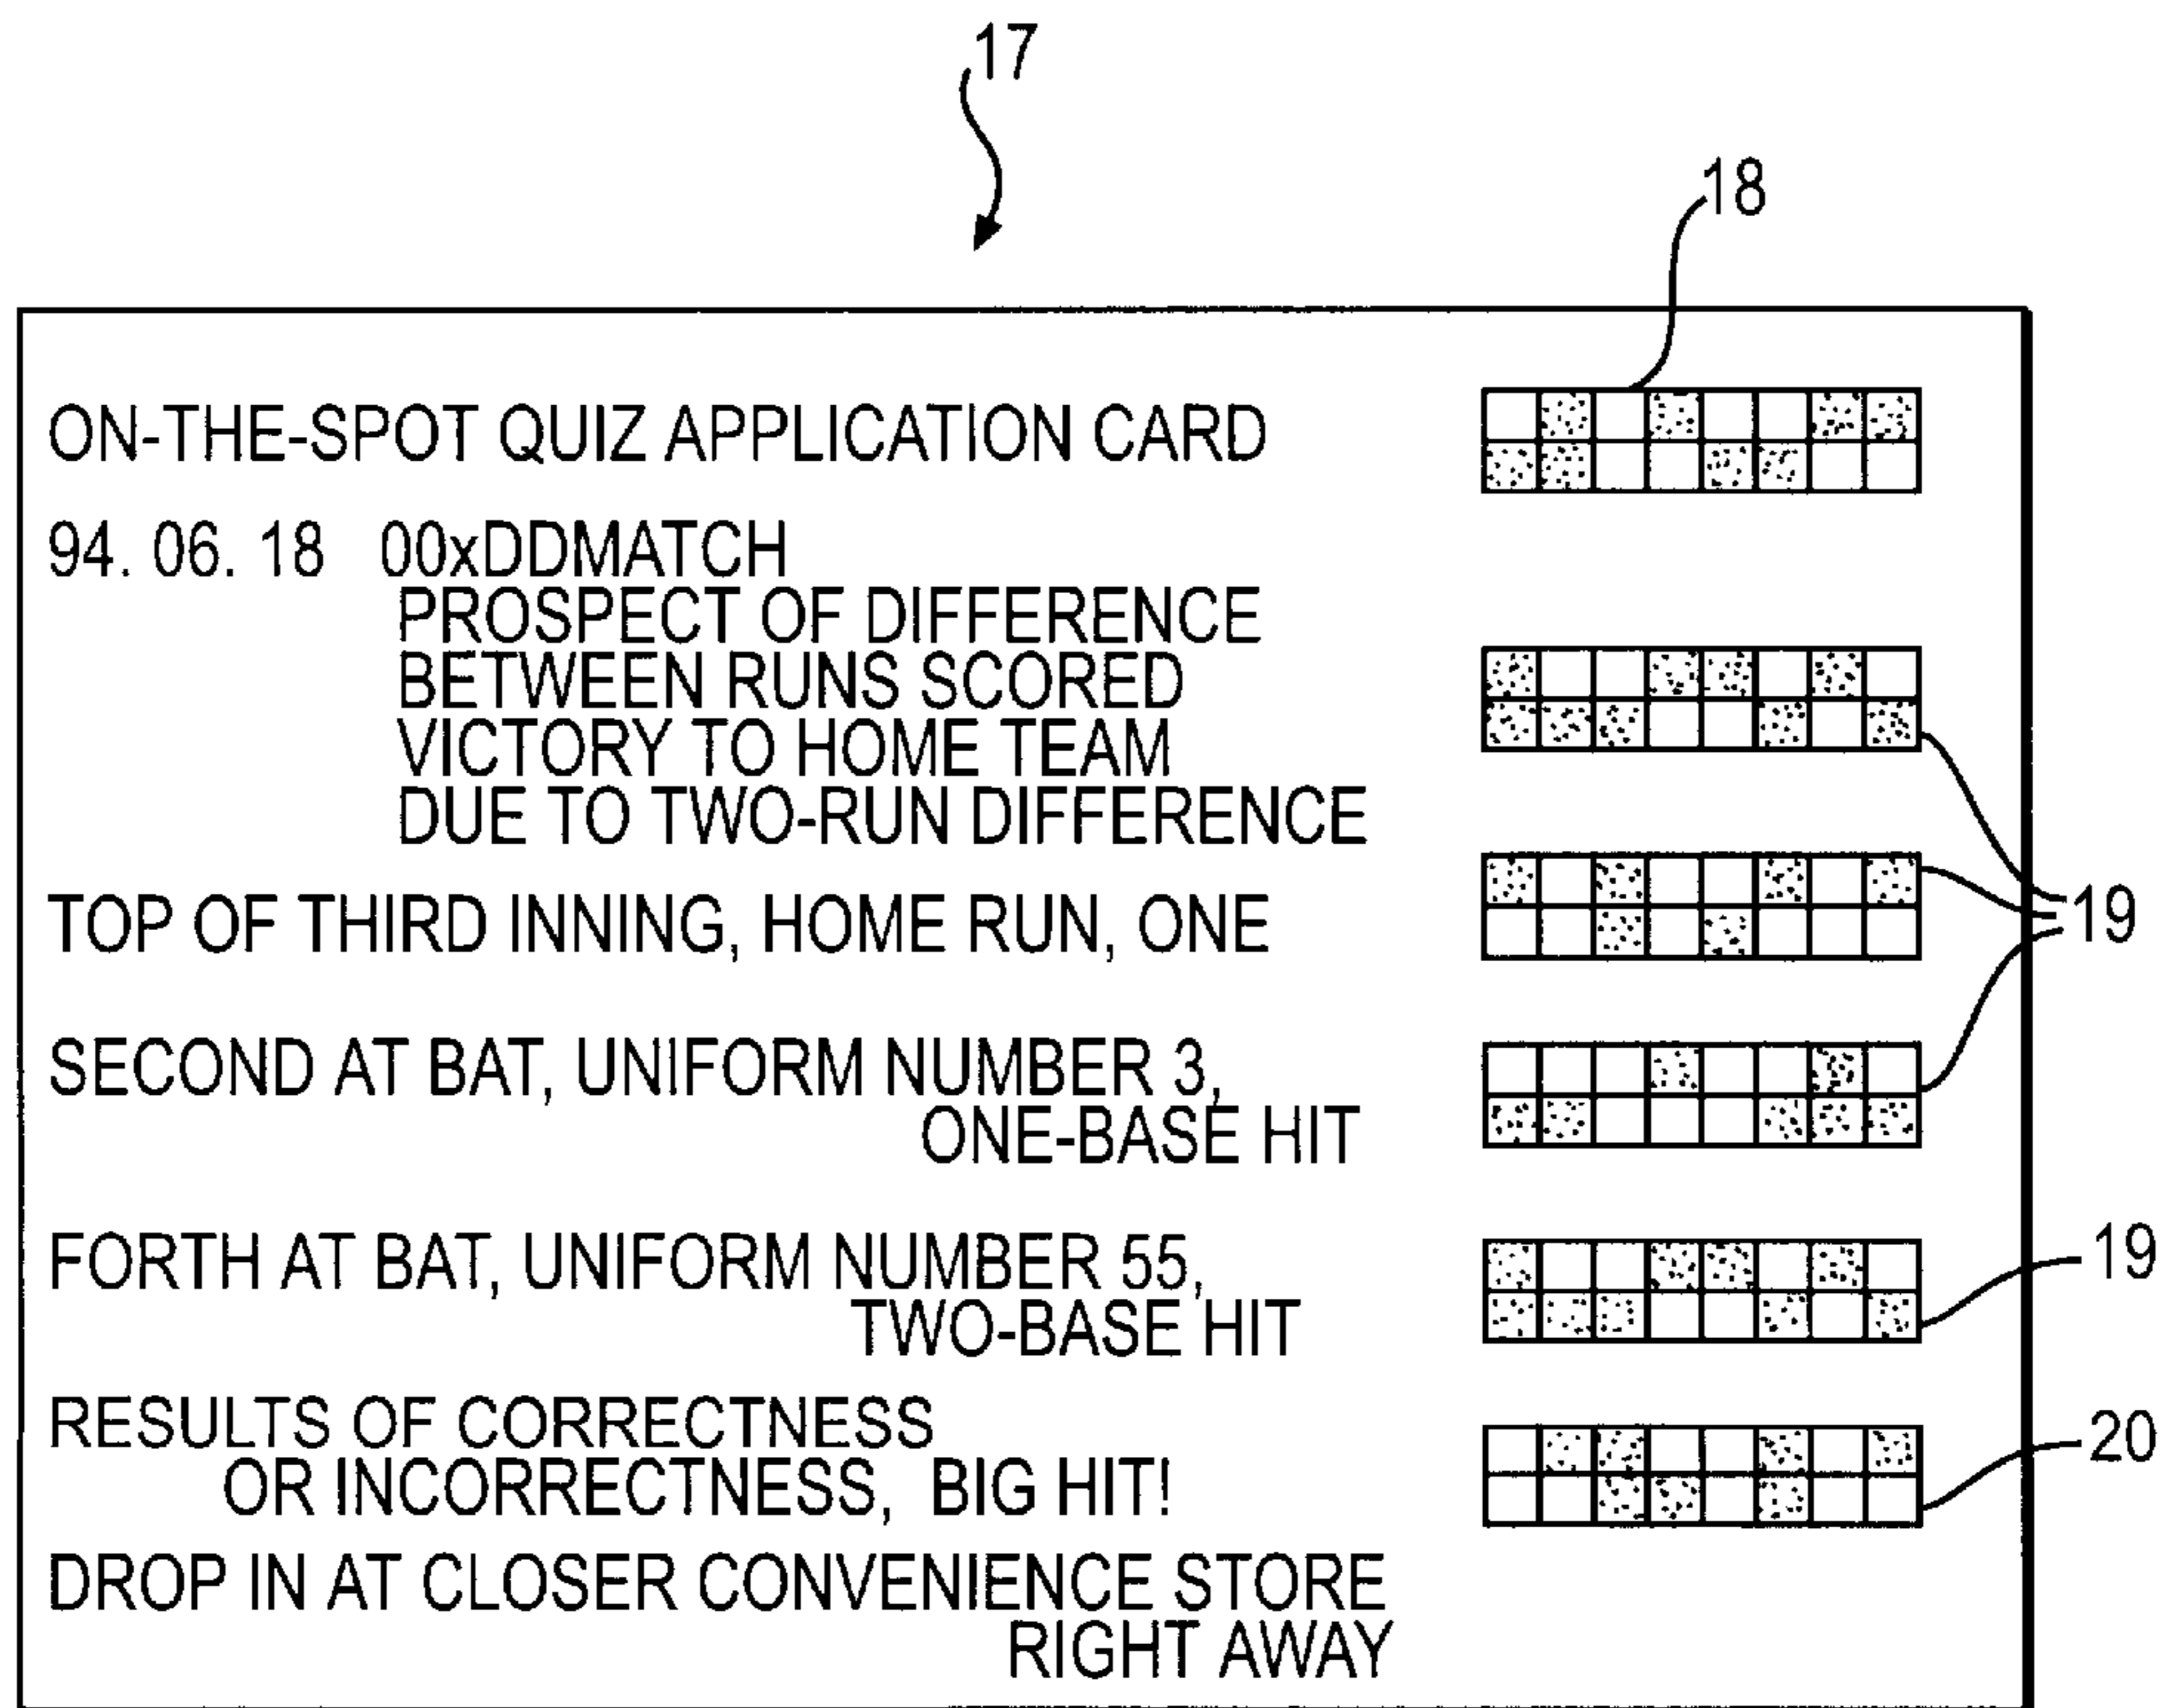 17
18
ON-THE-SPOT QUIZ APPLICATION CARD
94. 06. 18 00xDDMATCH
PROSPECT OF DIFFERENCE
BETWEEN RUNS SCORED
VICTORY TO HOME TEAM
DUE TO TWO-RUN DIFFERENCE
TOP OF THIRD INNING, HOME RUN, ONE
19
SECOND AT BAT, UNIFORM NUMBER 3,
ONE-BASE HIT
FORTH AT BAT, UNIFORM NUMBER 55,
19
TWO-BASE HIT
RESULTS OF CORRECTNESS
20
OR INCORRECTNESS, BIG HIT!
DROP IN AT CLOSER CONVENIENCE STORE
RIGHT AWAY